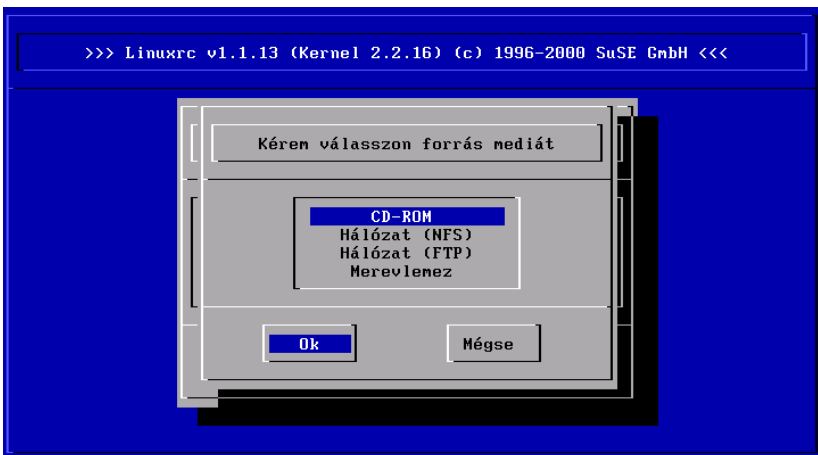 >>> Linuxrc v1.1.13 (Kernel 2.2.16) (c) 1996-2000 SuSE GmbH <<<
Kérem válasszon forrás mediát
CD-ROM
Hálózat (NFS)
Hálózat (FTP)
Merevlemez
Ok Mégse